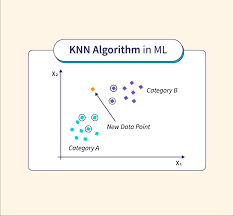 KNN Algorithm in ML
X₂
Category B
New Data Point
Category A
X₁